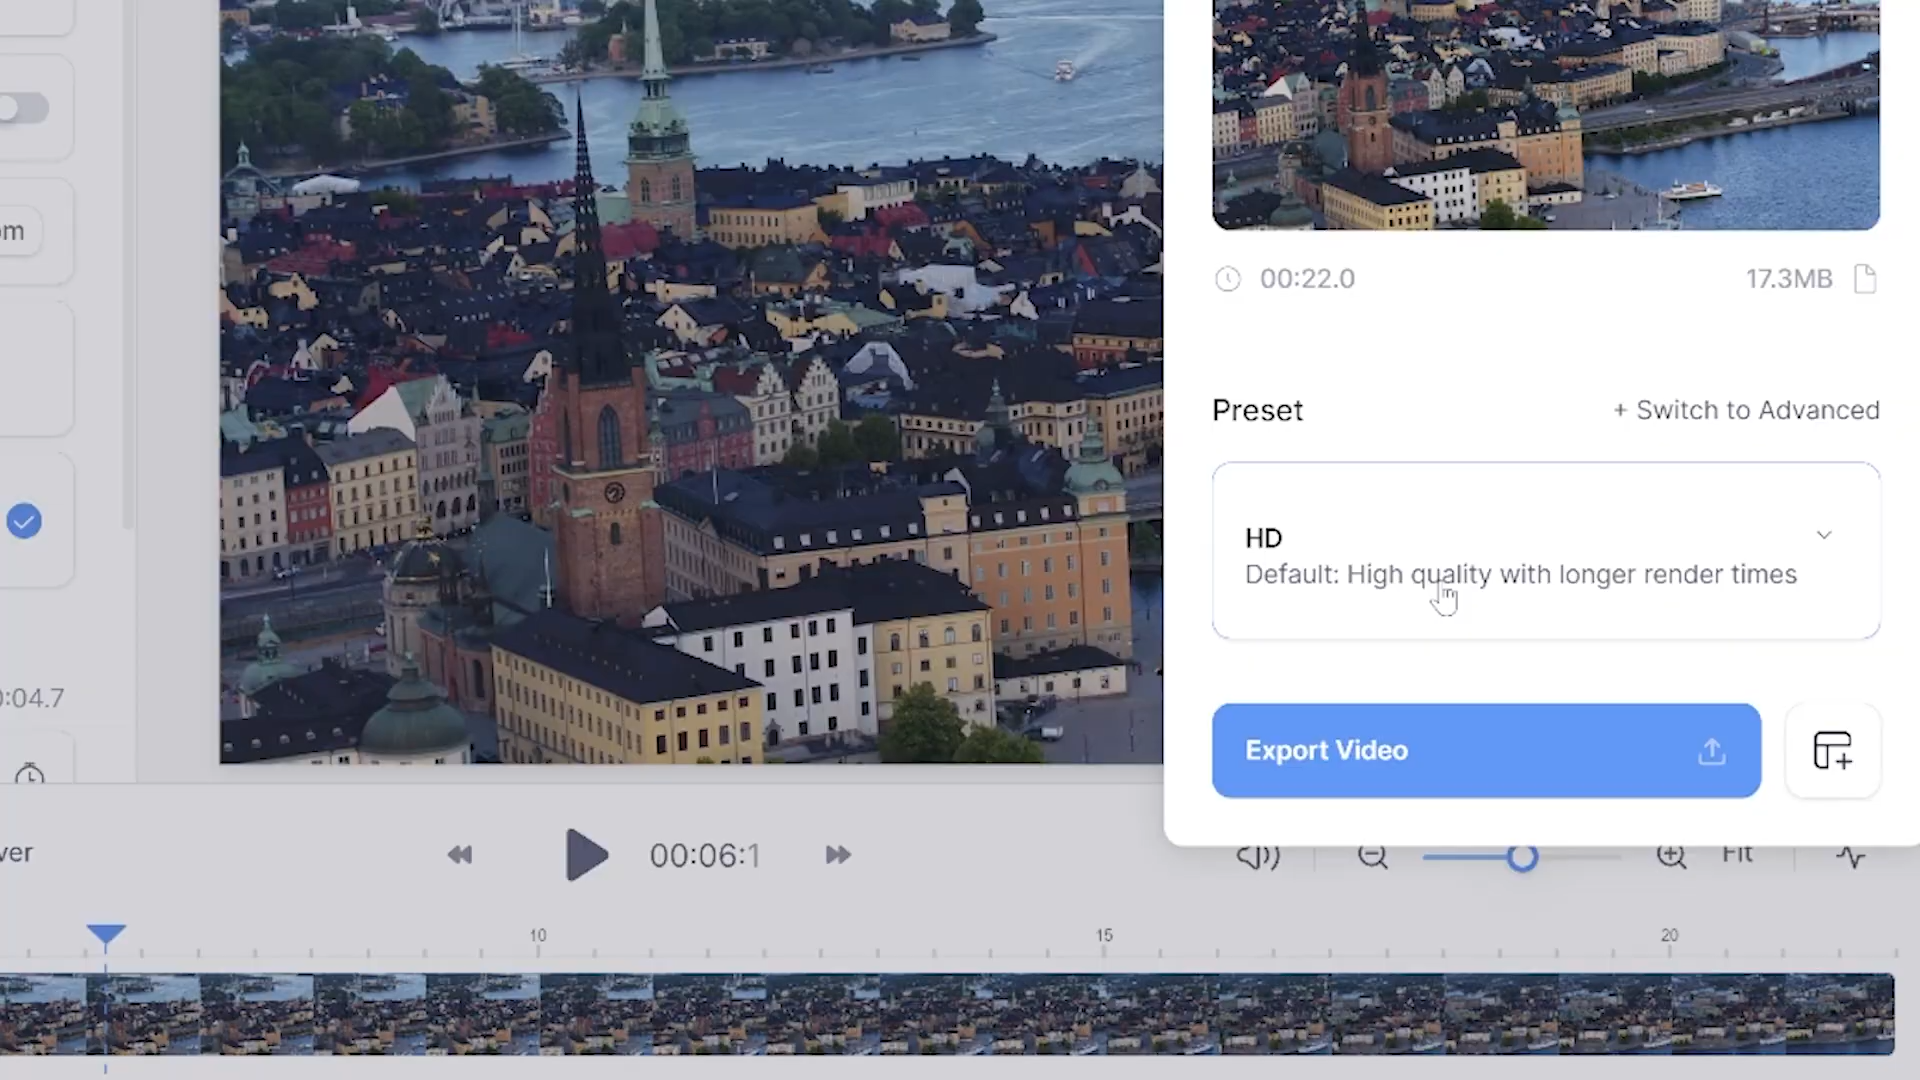 om
00:22.0
17.3MB
Preset
+ Switch to Advanced
HD
Default: High quality with longer render times
:04.7
Export Video
ver
00:06:1
Fit
10
15
20